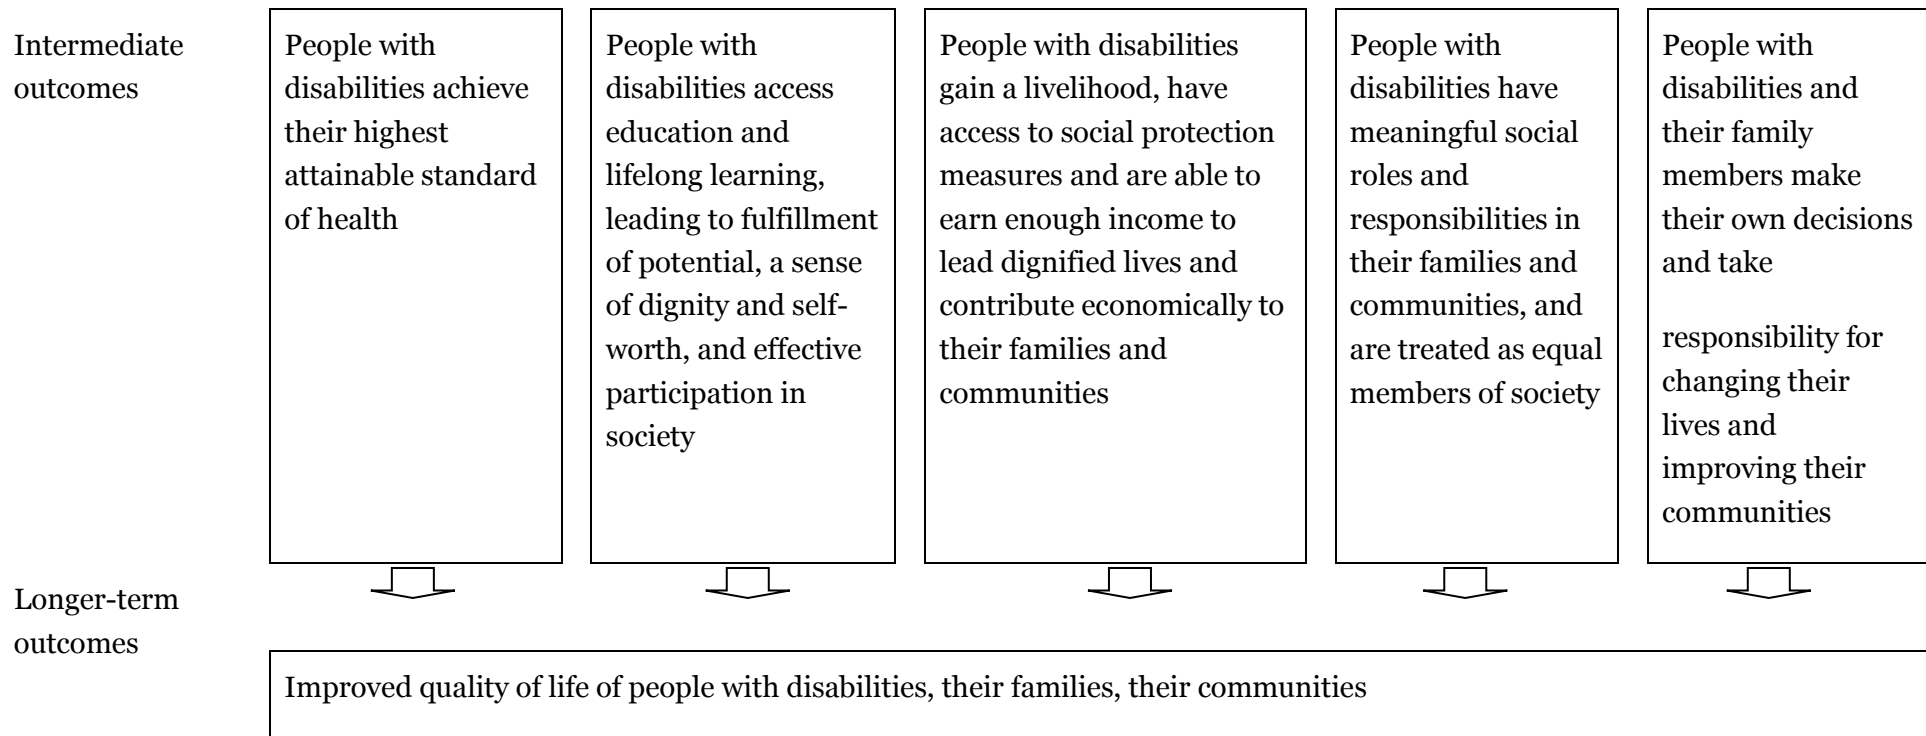 Intermediate
outcomes
People with
disabilities achieve
their highest
attainable standard
of health
People with
disabilities access
education and
lifelong learning,
leading to fulfillment
of potential, a sense
of dignity and self-
worth, and effective
participation in
society
People with disabilities
gain a livelihood, have
access to social protection
measures and are able to
earn enough income to
lead dignified lives and
contribute economically to
their families and
communities
People with
disabilities have
meaningful social
roles and
responsibilities in
their families and
communities, and
are treated as equal
members of society
People with
disabilities and
their family
members make
their own decisions
and take
responsibility for
changing their
lives and
improving their
communities
Longer-term
outcomes
Improved quality of life of people with disabilities, their families, their communities